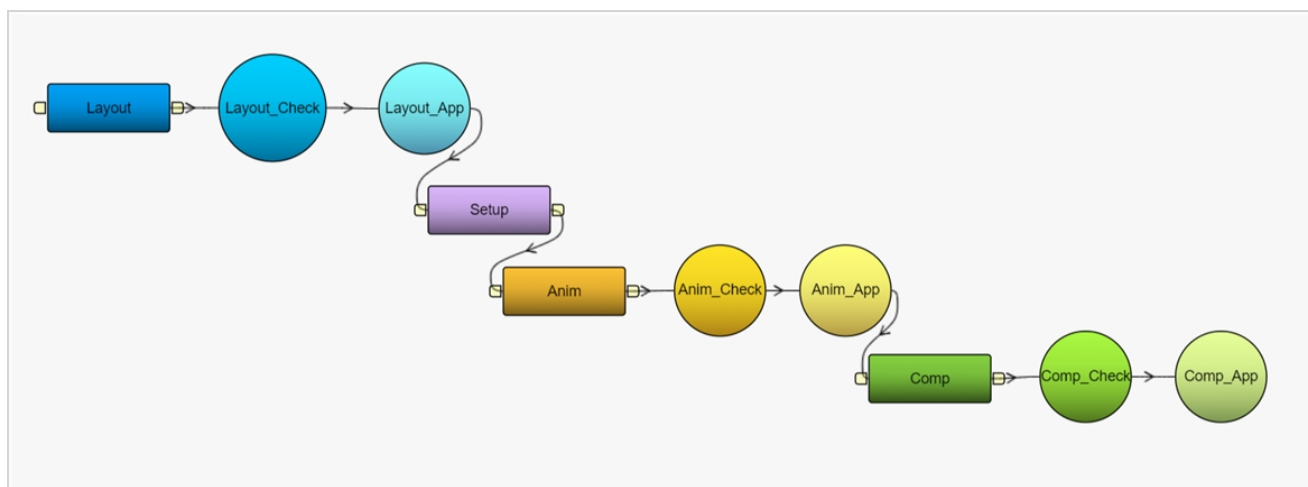 Layout
Layout_Check
Layout_App
Setup
Anim
Anim_Check
Anim_App
Comp
Comp_Check
Comp_App